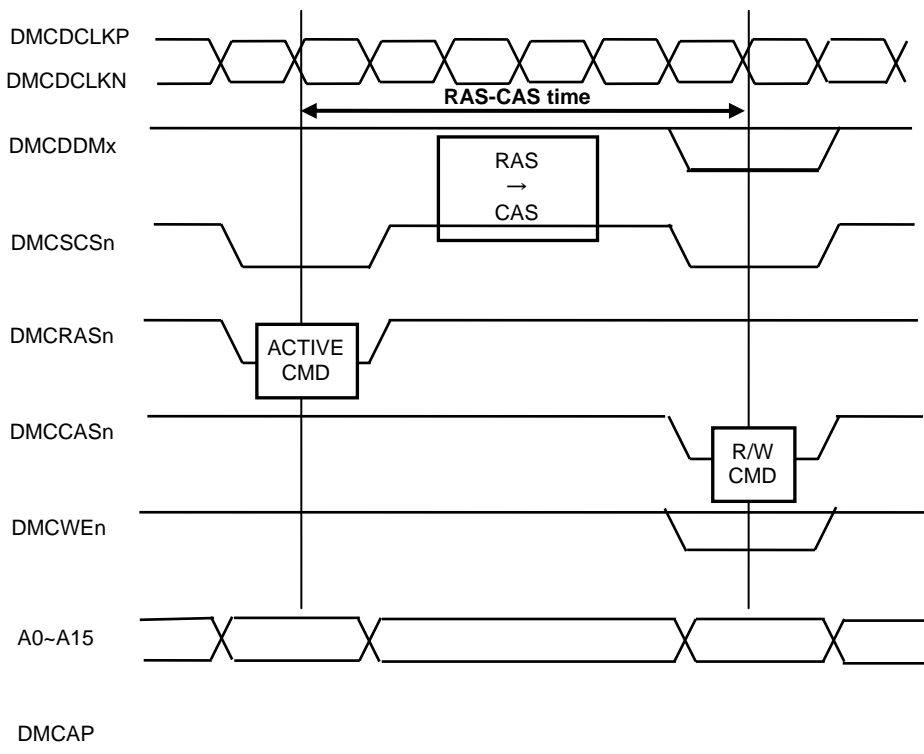 DMCDCLKP
DMCDCLKN
RAS-CAS time
DMCDDMx
RAS
→
CAS
DMCSCSn
DMCRASn
ACTIVE
CMD
DMCCASn
R/W
CMD
DMCWEn
A0~A15
DMCAP